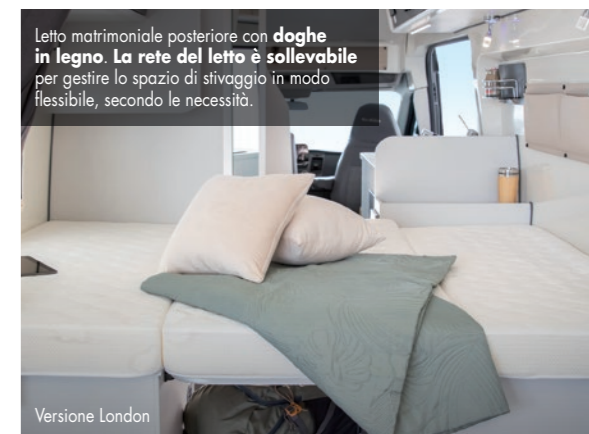 Letto matrimoniale posteriore con doghe
in legno. La rete del letto è sollevabile
per gestire lo spazio di stivaggio in modo
flessibile, secondo le necessità.
Versione London